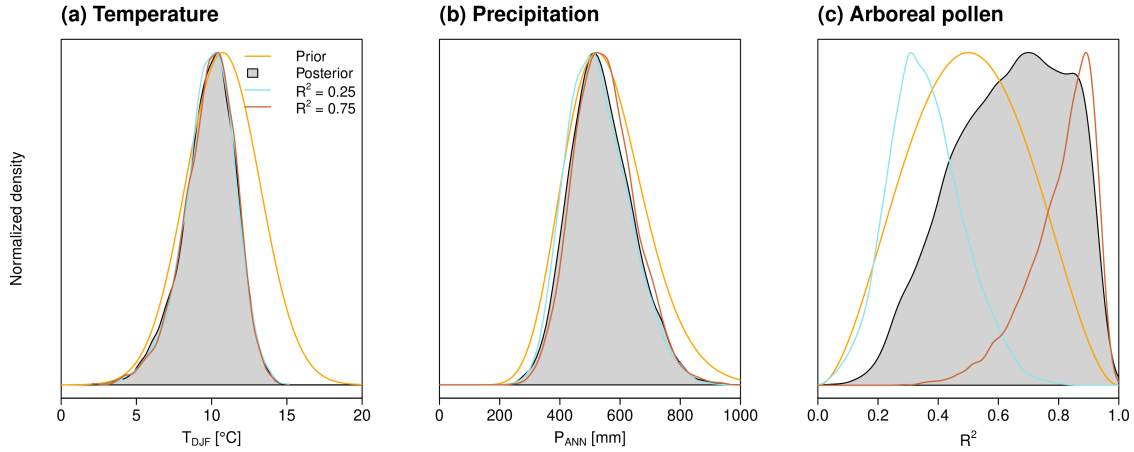 (a) Temperature
(b) Precipitation
(c) Arboreal pollen
Prior
Posterior
R² = 0.25
R² = 0.75
Normalized density
0 5 10 15 20
T_DJF [°C]
0 200 400 600 800 1000
P_ANN [mm]
0.0 0.2 0.4 0.6 0.8 1.0
R²